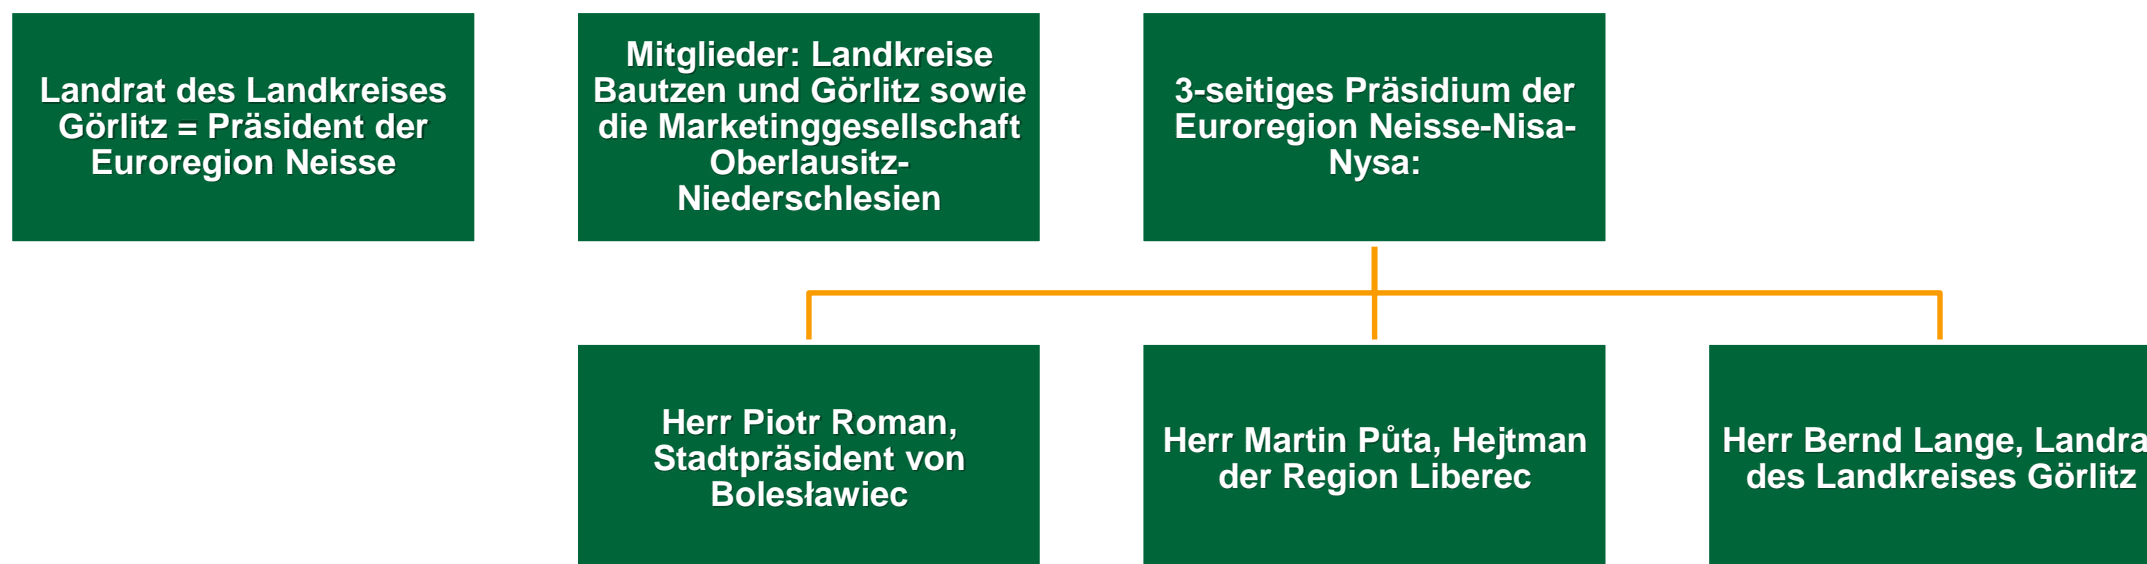 Landrat des Landkreises
Görlitz = Präsident der
Euroregion Neisse
Mitglieder: Landkreise
Bautzen und Görlitz sowie
die Marketinggesellschaft
Oberlausitz-
Niederschlesien
3-seitiges Präsidium der
Euroregion Neisse-Nisa-
Nysa:
Herr Piotr Roman,
Stadtpräsident von
Bolesławiec
Herr Martin Půta, Hejtman
der Region Liberec
Herr Bernd Lange, Landra
des Landkreises Görlitz